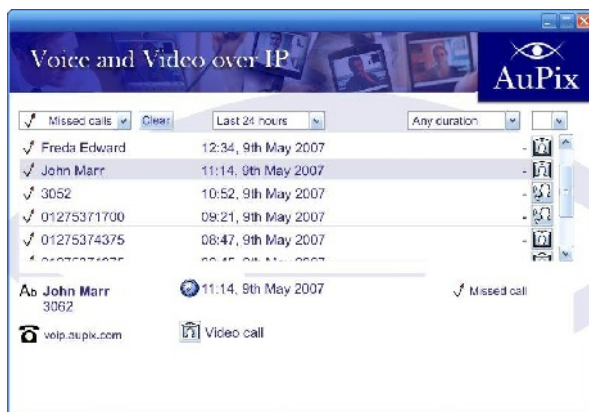 Voice and Video over IP
AuPix
Missed calls Clear Last 24 hours Any duration
Freda Edward 12:34, 9th May 2007 -
John Marr 11:14, 9th May 2007 -
3052 10:52, 9th May 2007 -
01275371700 09:21, 9th May 2007 -
01275374375 08:47, 9th May 2007 -
Ab John Marr 11:14, 9th May 2007 Missed call
3062
voip.aupix.com Video call